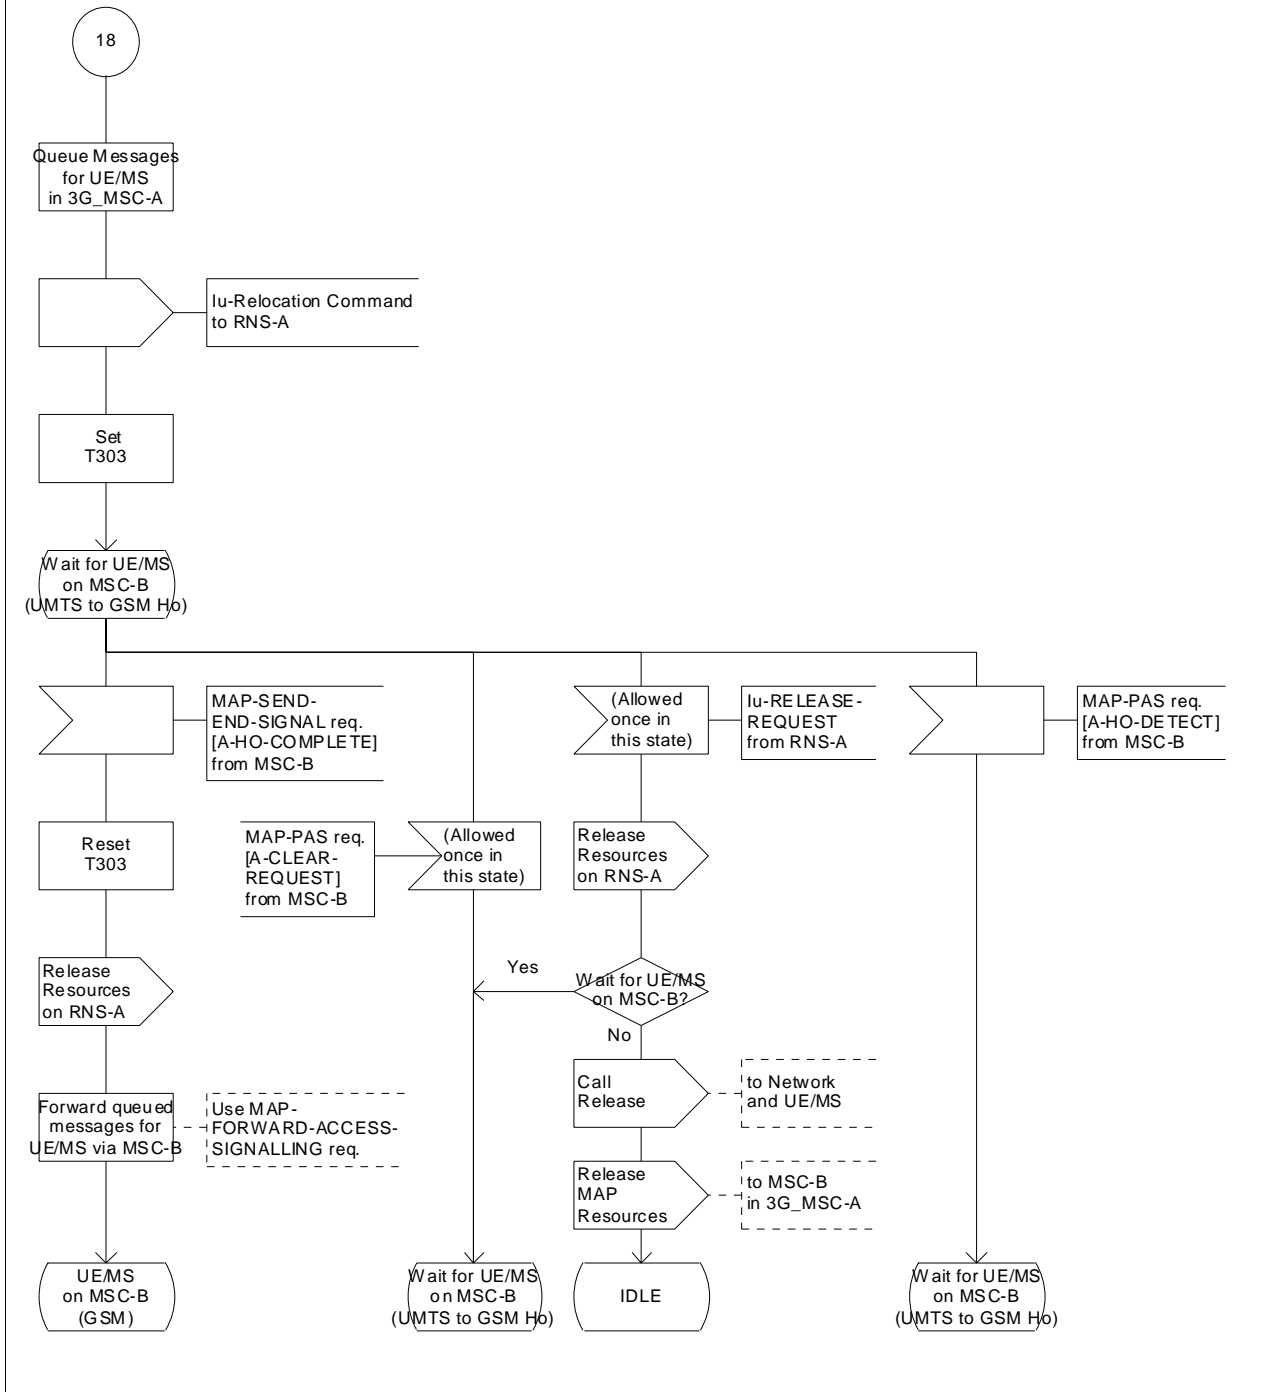 18
Queue Messages
for UE/MS
in 3G_MSC-A
Iu-Relocation Command
to RNS-A
Set
T303
Wait for UE/MS
on MSC-B
(UMTS to GSM Ho)
MAP-SEND-
END-SIGNAL req.
[A-HO-COMPLETE]
from MSC-B
(Allowed
once in
this state)
Iu-RELEASE-
REQUEST
from RNS-A
MAP-PAS req.
[A-HO-DETECT]
from MSC-B
Reset
T303
MAP-PAS req.
[A-CLEAR-
REQUEST]
from MSC-B
(Allowed
once in
this state)
Release
Resources
on RNS-A
Release
Resources
on RNS-A
Yes
Wait for UE/MS
on MSC-B?
No
Call
Release
to Network
and UE/MS
Forward queued
messages for
UE/MS via MSC-B
Use MAP-
FORWARD-ACCESS-
SIGNALLING req.
Release
MAP
Resources
to MSC-B
in 3G_MSC-A
UE/MS
on MSC-B
(GSM)
Wait for UE/MS
on MSC-B
(UMTS to GSM Ho)
IDLE
Wait for UE/MS
on MSC-B
(UMTS to GSM Ho)